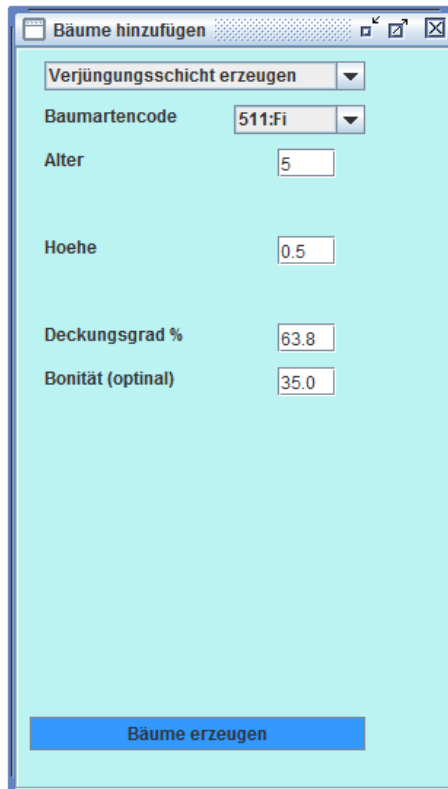 Bäume hinzufügen
Verjüngungsschicht erzeugen
Baumartencode 511:Fi
Alter 5
Hoehe 0.5
Deckungsgrad % 63.8
Bonität (optinal) 35.0
Bäume erzeugen